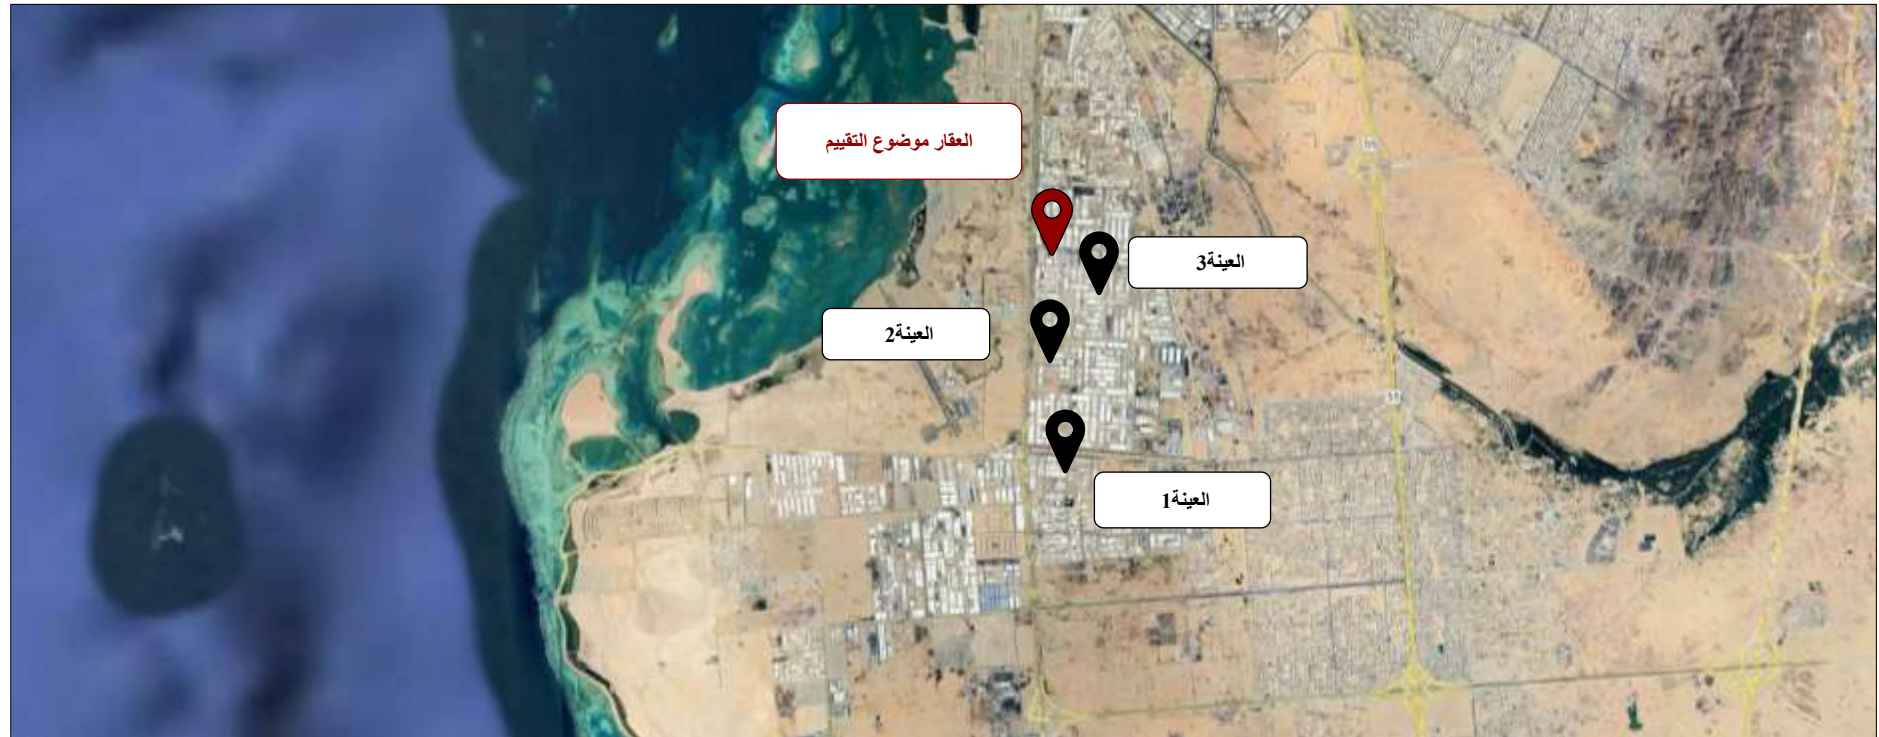 العقار موضوع التقييم
العينة3
العينة2
العينة1